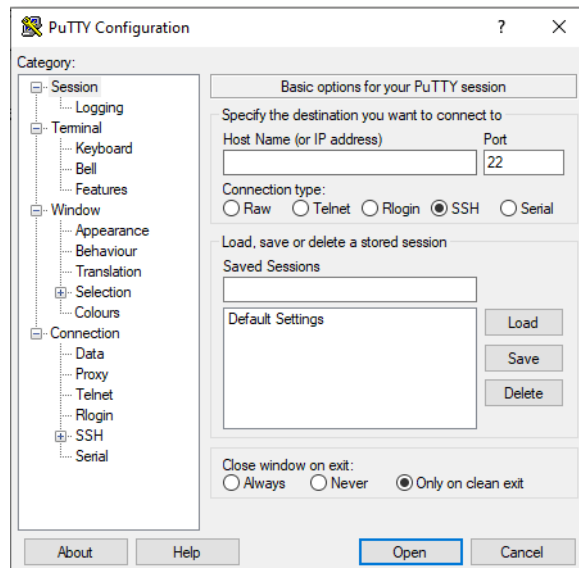 PuTTY Configuration
Category:
Session
Logging
Terminal
Keyboard
Bell
Features
Window
Appearance
Behaviour
Translation
Selection
Colours
Connection
Data
Proxy
Telnet
Rlogin
SSH
Serial
Basic options for your PuTTY session
Specify the destination you want to connect to
Host Name (or IP address) Port
22
Connection type:
Raw Telnet Rlogin SSH Serial
Load, save or delete a stored session
Saved Sessions
Default Settings
Load
Save
Delete
Close window on exit:
Always Never Only on clean exit
About Help Open Cancel